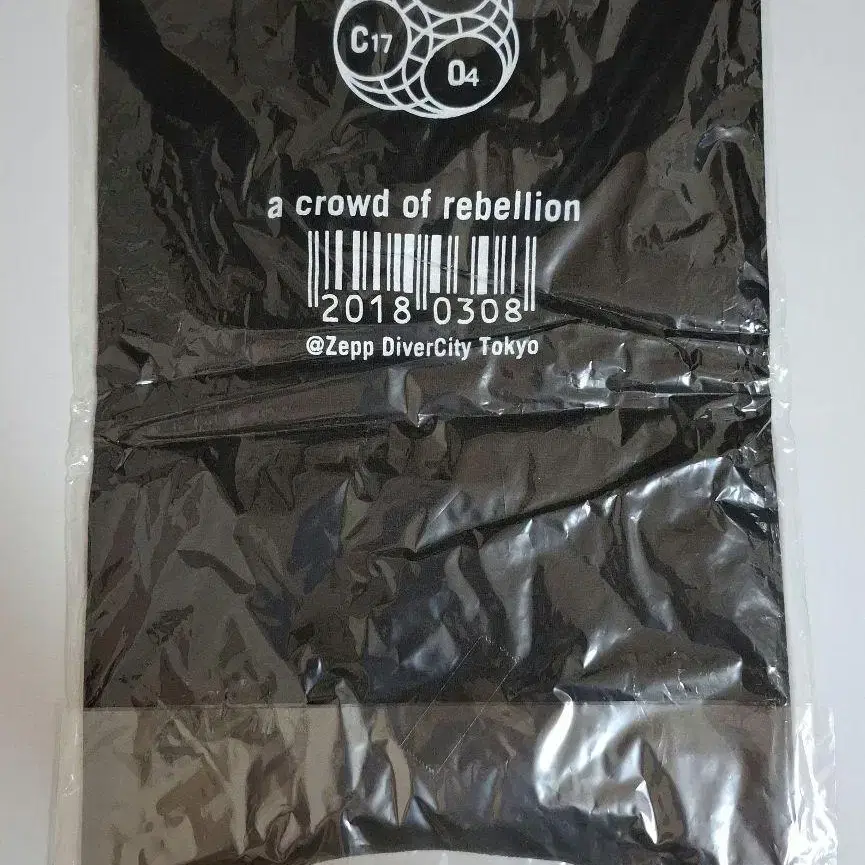 C17
O4
a crowd of rebellion
2018 0308
@Zepp DiverCity Tokyo